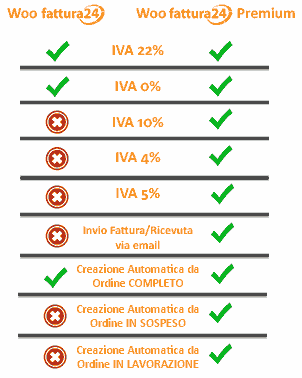 Woo fattura24 Woo fattura24 Premium
IVA 22%
IVA 0%
IVA 10%
IVA 4%
IVA 5%
Invio Fattura/Ricevuta
via email
Creazione Automatica da
Ordine COMPLETO
Creazione Automatica da
Ordine IN SOSPESO
Creazione Automatica da
Ordine IN LAVORAZIONE